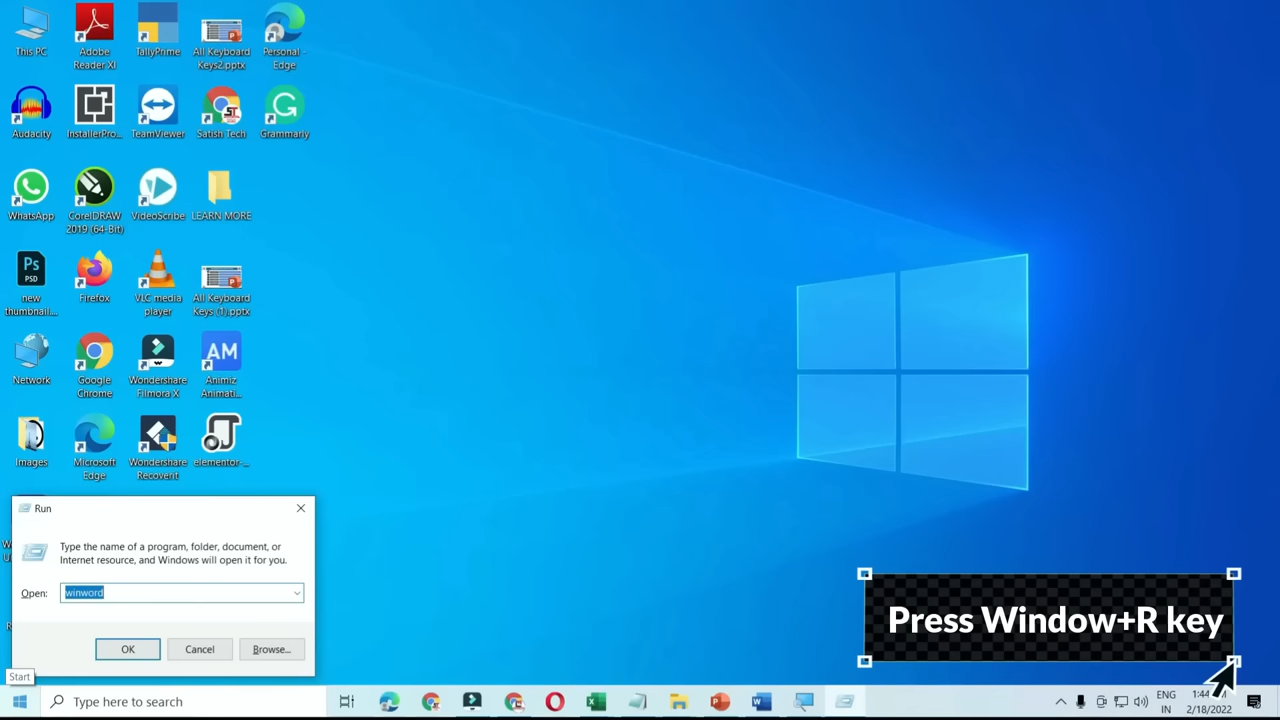 This PC
Adobe
Reader XI
TallyPrime
All Keyboard
Keys2.pptx
Personal -
Edge
Audacity
InstallerPro...
TeamViewer
Satish Tech
Grammarly
WhatsApp
CorelDRAW
2019 (64-Bit)
VideoScribe
LEARN MORE
Ps
PSD
new
thumbnail...
Firefox
VLC media
player
All Keyboard
Keys (1).pptx
Network
Google
Chrome
Wondershare
Filmora X
AM
Animiz
Animati...
Images
Microsoft
Edge
Wondershare
Recoverit
elementor-...
Run
Type the name of a program, folder, document, or
Internet resource, and Windows will open it for you.
Open: winword
OK Cancel Browse...
Press Window+R key
Start
Type here to search
ENG
IN
2/18/2022